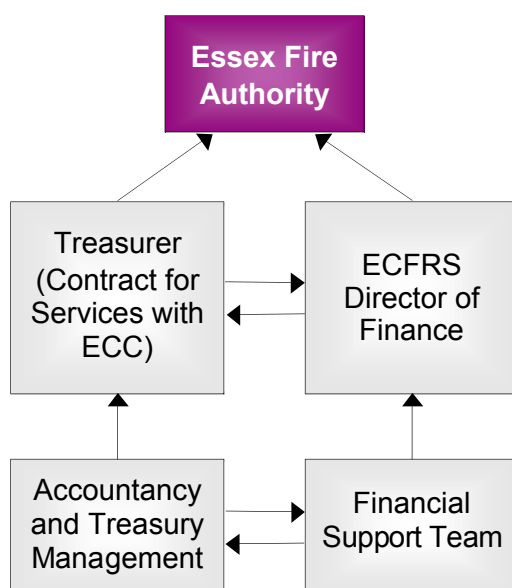 Essex Fire
Authority
Treasurer
(Contract for
Services with
ECC)
ECFRS
Director of
Finance
Accountancy
and Treasury
Management
Financial
Support Team